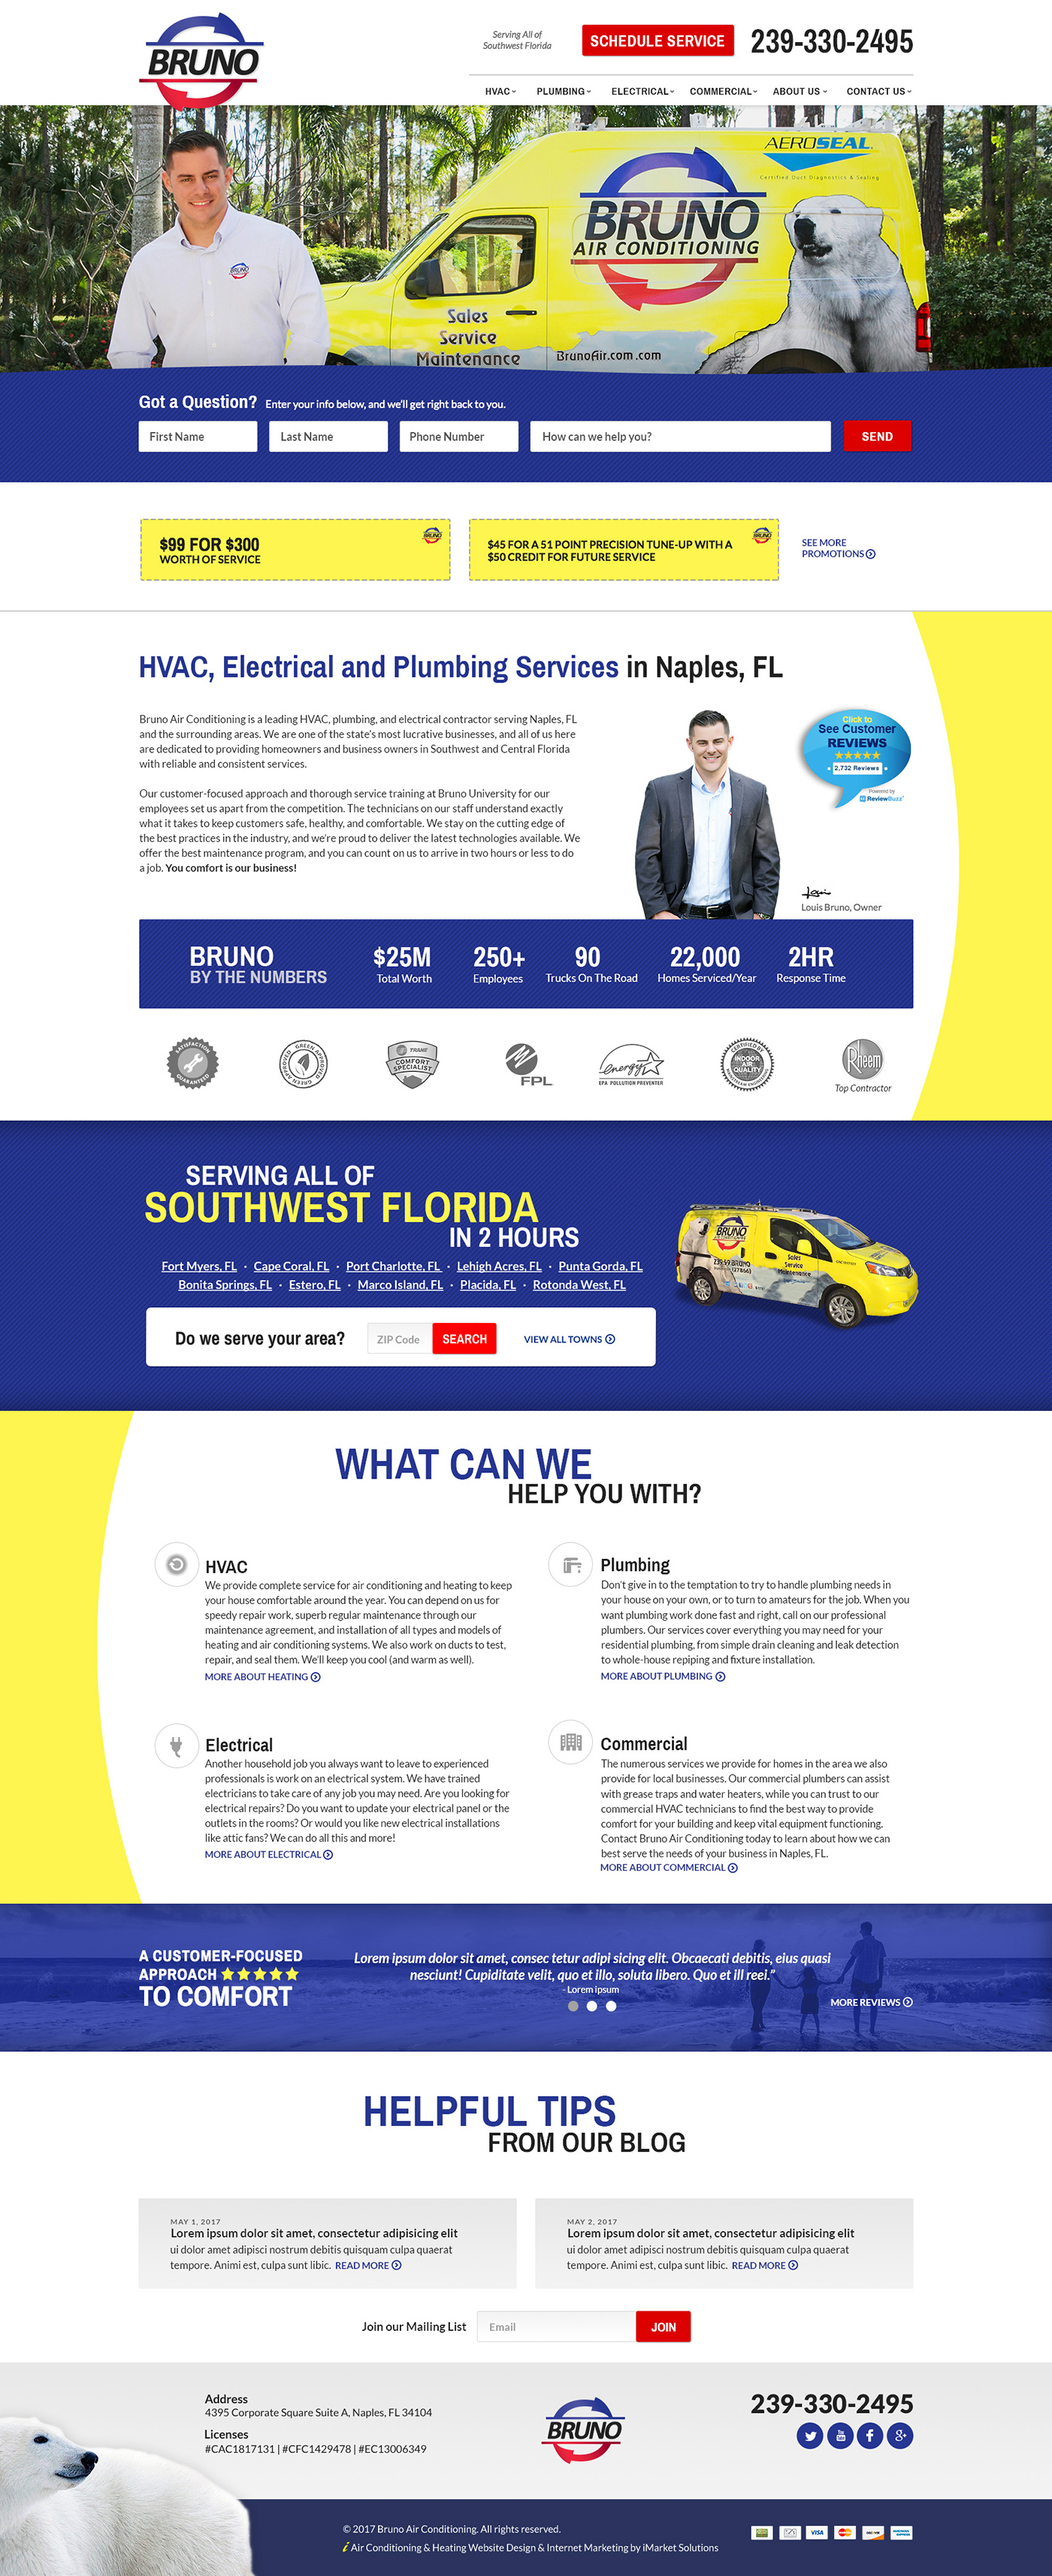 BRUNO
Serving All of
Southwest Florida
SCHEDULE SERVICE
239-330-2495
HVAC
PLUMBING
ELECTRICAL
COMMERCIAL
ABOUT US
CONTACT US
AEROSEAL
Certified Duct Diagnostics & Sealing
BRUNO
AIR CONDITIONING
BRUNO
Sales
Service
Maintenance
BrunoAir.com.com
Got a Question? Enter your info below, and we'll get right back to you.
First Name
Last Name
Phone Number
How can we help you?
SEND
$99 FOR $300
WORTH OF SERVICE
BRUNO
$45 FOR A 51 POINT PRECISION TUNE-UP WITH A
$50 CREDIT FOR FUTURE SERVICE
BRUNO
SEE MORE
PROMOTIONS
HVAC, Electrical and Plumbing Services in Naples, FL
Bruno Air Conditioning is a leading HVAC, plumbing, and electrical contractor serving Naples, FL
and the surrounding areas. We are one of the state's most lucrative businesses, and all of us here
are dedicated to providing homeowners and business owners in Southwest and Central Florida
with reliable and consistent services.
Our customer-focused approach and thorough service training at Bruno University for our
employees set us apart from the competition. The technicians on our staff understand exactly
what it takes to keep customers safe, healthy, and comfortable. We stay on the cutting edge of
the best practices in the industry, and we're proud to deliver the latest technologies available. We
offer the best maintenance program, and you can count on us to arrive in two hours or less to do
a job. You comfort is our business!
Click to
See Customer
REVIEWS
2,732 Reviews
Powered by
ReviewBuzz
Louis Bruno, Owner
BRUNO
BY THE NUMBERS
$25M
Total Worth
250+
Employees
90
Trucks On The Road
22,000
Homes Serviced/Year
2HR
Response Time
SATISFACTION
GUARANTEED
GREEN APPROVED
GREEN APPROVED
TRANE
COMFORT
SPECIALIST
FPL
energy
EPA POLLUTION PREVENTER
CERTIFIED BY
INDOOR
AIR
QUALITY
Rheem
Top Contractor
SERVING ALL OF
SOUTHWEST FLORIDA
IN 2 HOURS
Fort Myers, FL · Cape Coral, FL · Port Charlotte, FL · Lehigh Acres, FL · Punta Gorda, FL
Bonita Springs, FL · Estero, FL · Marco Island, FL · Placida, FL · Rotonda West, FL
Do we serve your area?
ZIP Code
SEARCH
VIEW ALL TOWNS
BRUNO
Sales
Service
Maintenance
WHAT CAN WE
HELP YOU WITH?
HVAC
We provide complete service for air conditioning and heating to keep
your house comfortable around the year. You can depend on us for
speedy repair work, superb regular maintenance through our
maintenance agreement, and installation of all types and models of
heating and air conditioning systems. We also work on ducts to test,
repair, and seal them. We'll keep you cool (and warm as well).
MORE ABOUT HEATING
Plumbing
Don't give in to the temptation to try to handle plumbing needs in
your house on your own, or to turn to amateurs for the job. When you
want plumbing work done fast and right, call on our professional
plumbers. Our services cover everything you may need for your
residential plumbing, from simple drain cleaning and leak detection
to whole-house repiping and fixture installation.
MORE ABOUT PLUMBING
Electrical
Another household job you always want to leave to experienced
professionals is work on an electrical system. We have trained
electricians to take care of any job you may need. Are you looking for
electrical repairs? Do you want to update your electrical panel or the
outlets in the rooms? Or would you like new electrical installations
like attic fans? We can do all this and more!
MORE ABOUT ELECTRICAL
Commercial
The numerous services we provide for homes in the area we also
provide for local businesses. Our commercial plumbers can assist
with grease traps and water heaters, while you can trust to our
commercial HVAC technicians to find the best way to provide
comfort for your building and keep vital equipment functioning.
Contact Bruno Air Conditioning today to learn about how we can
best serve the needs of your business in Naples, FL.
MORE ABOUT COMMERCIAL
A CUSTOMER-FOCUSED
APPROACH
TO COMFORT
Lorem ipsum dolor sit amet, consec tetur adipi sicing elit. Obcaecati debitis, eius quasi
nesciunt! Cupiditate velit, quo et illo, soluta libero. Quo et ill reei."
- Lorem ipsum
MORE REVIEWS
HELPFUL TIPS
FROM OUR BLOG
MAY 1, 2017
Lorem ipsum dolor sit amet, consectetur adipisicing elit
ui dolor amet adipisci nostrum debitis quisquam culpa quaerat
tempore. Animi est, culpa sunt libic. READ MORE
MAY 2, 2017
Lorem ipsum dolor sit amet, consectetur adipisicing elit
ui dolor amet adipisci nostrum debitis quisquam culpa quaerat
tempore. Animi est, culpa sunt libic. READ MORE
Join our Mailing List
Email
JOIN
Address
4395 Corporate Square Suite A, Naples, FL 34104
Licenses
#CAC1817131 | #CFC1429478 | #EC13006349
BRUNO
239-330-2495
© 2017 Bruno Air Conditioning. All rights reserved.
Air Conditioning & Heating Website Design & Internet Marketing by iMarket Solutions
VISA